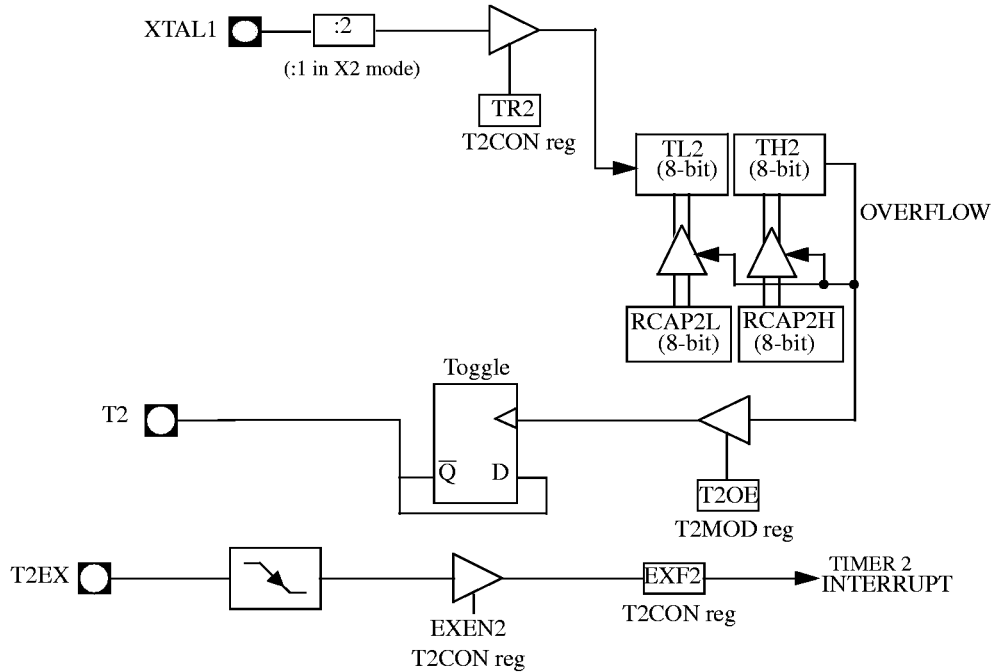 XTAL1
:2
(:1 in X2 mode)
TR2
T2CON reg
TL2
(8-bit)
TH2
(8-bit)
OVERFLOW
RCAP2L
(8-bit)
RCAP2H
(8-bit)
Toggle
T2
Q̅
D
T2OE
T2MOD reg
T2EX
EXEN2
T2CON reg
EXF2
T2CON reg
TIMER 2
INTERRUPT